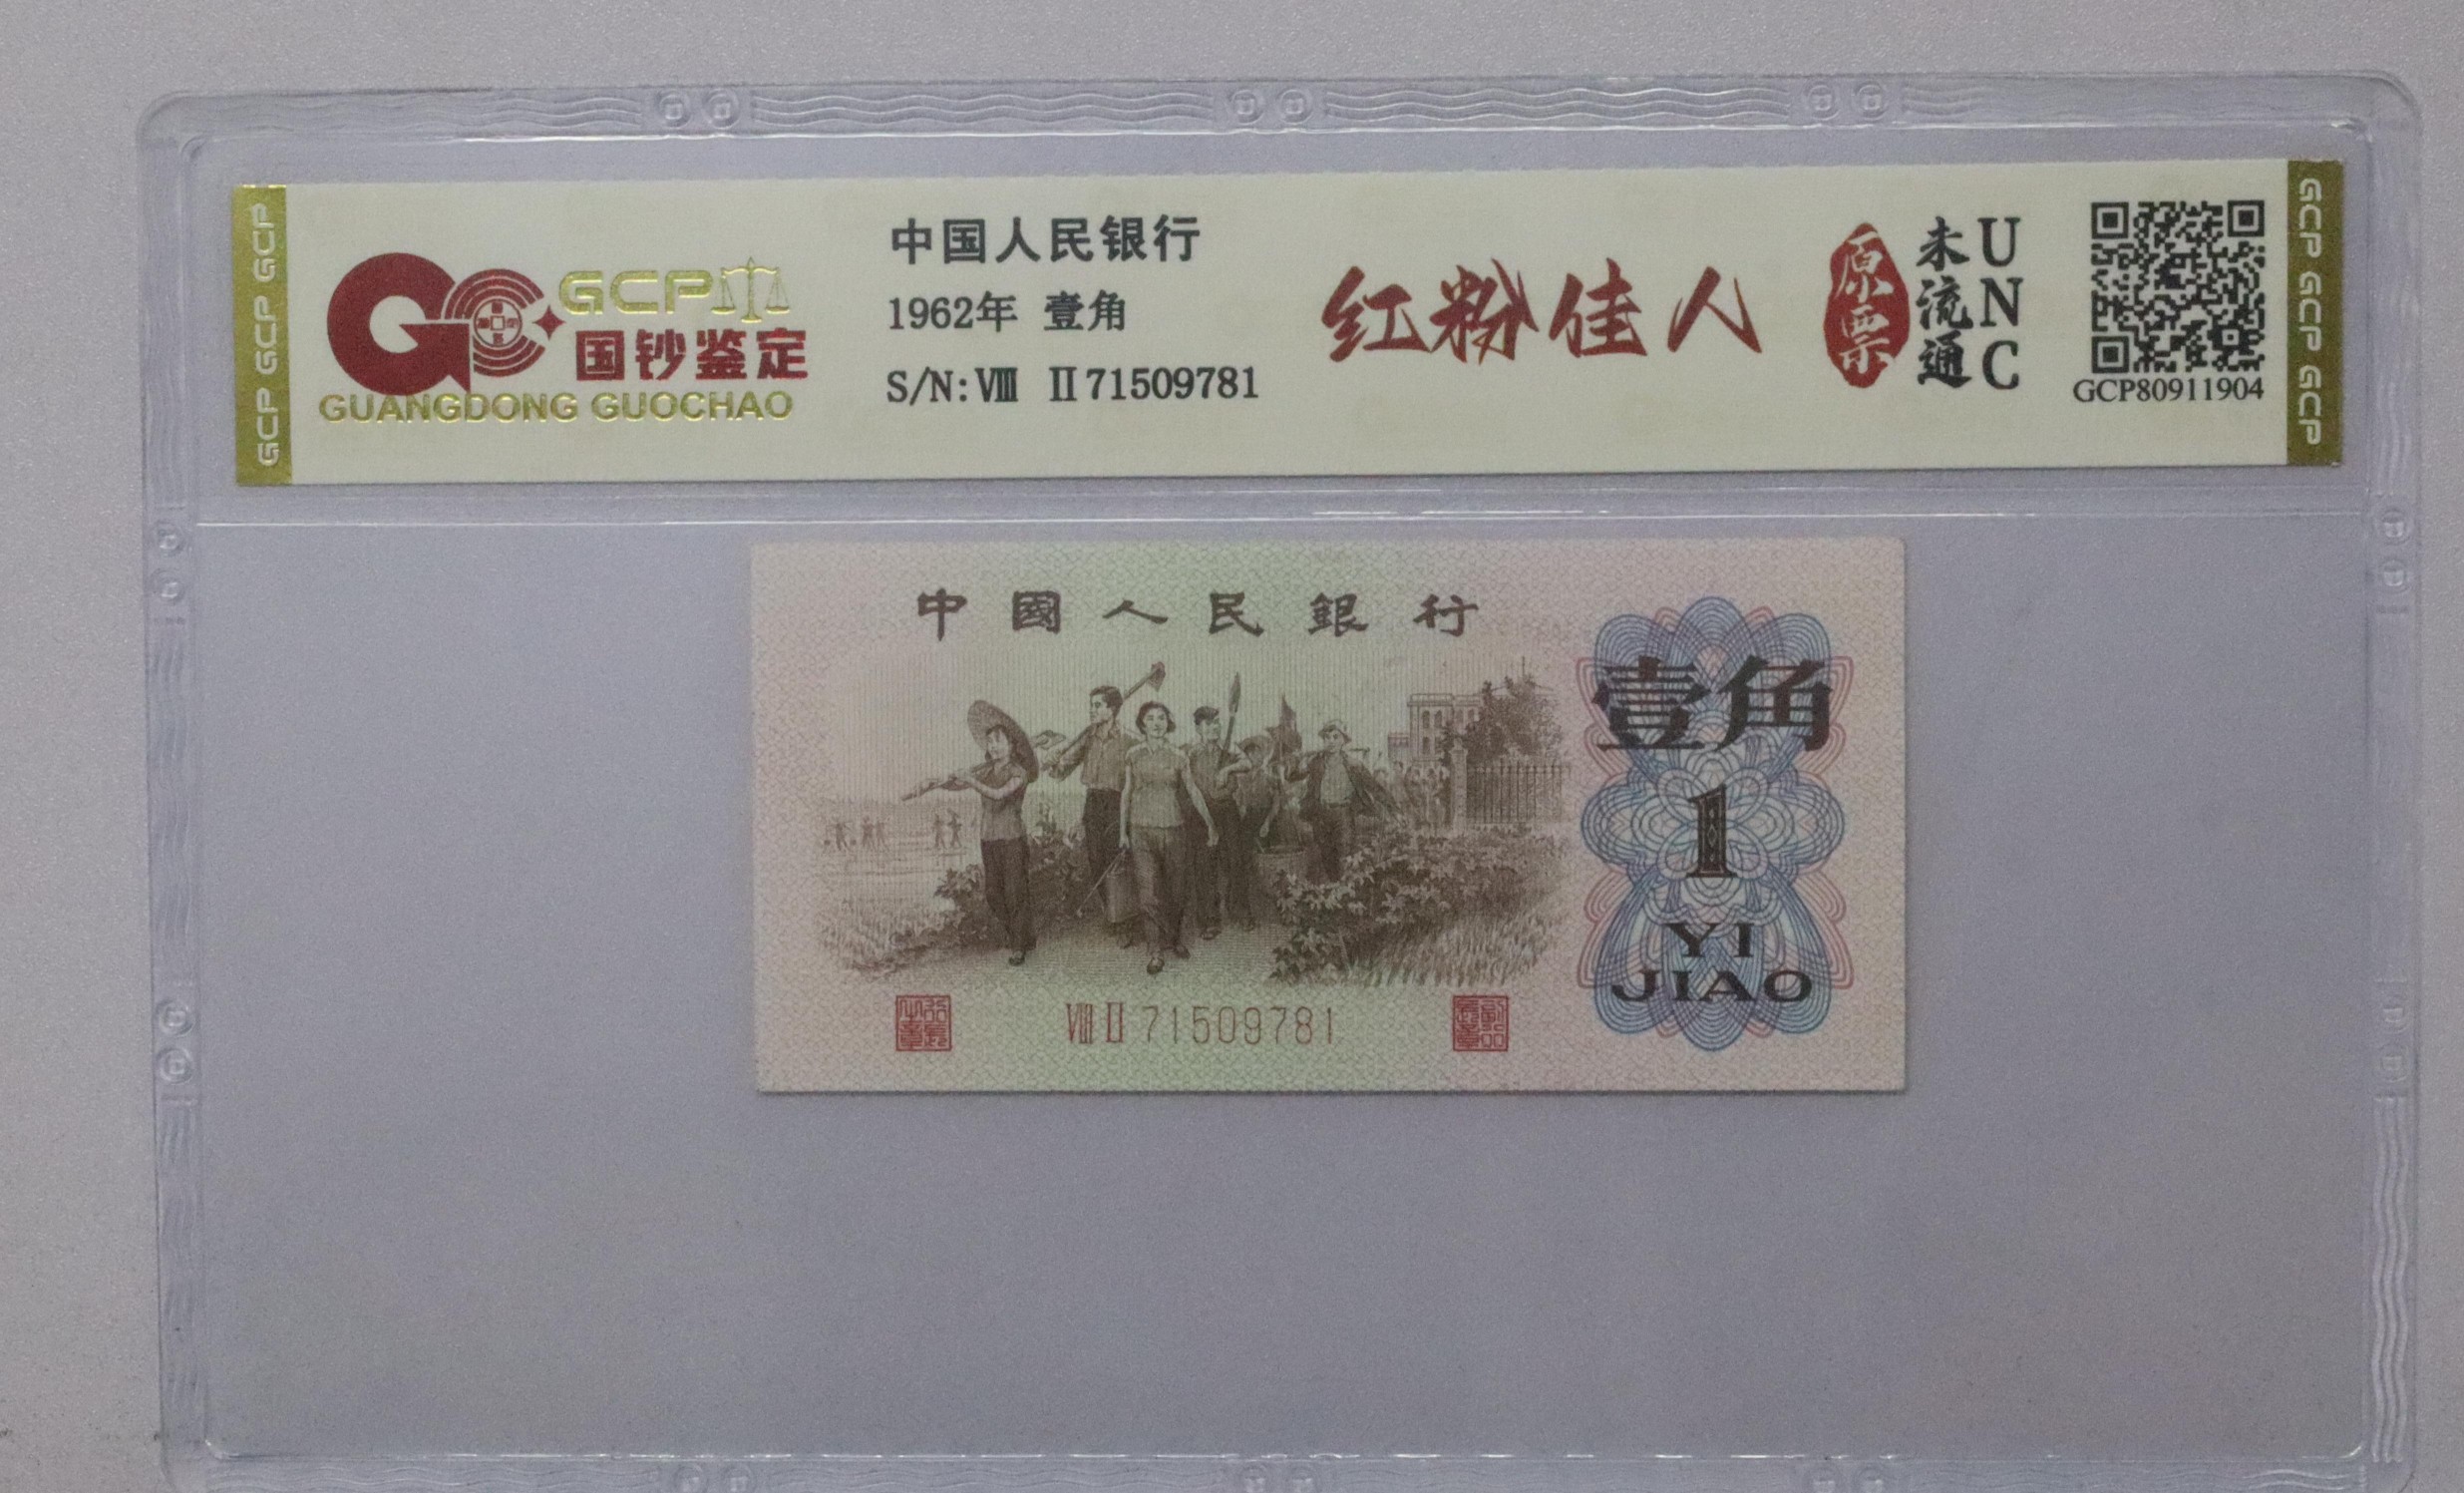 GCP GCP GCP
GCP
国钞鉴定
GUANGDONG GUOCHAO
中国人民银行
1962年 壹角
S/N: Ⅷ Ⅱ 71509781
红粉佳人
原票
未流通
UNC
GCP80911904
GCP GCP GCP
中國人民銀行
壹角
1
YI
JIAO
Ⅷ Ⅱ 71509781